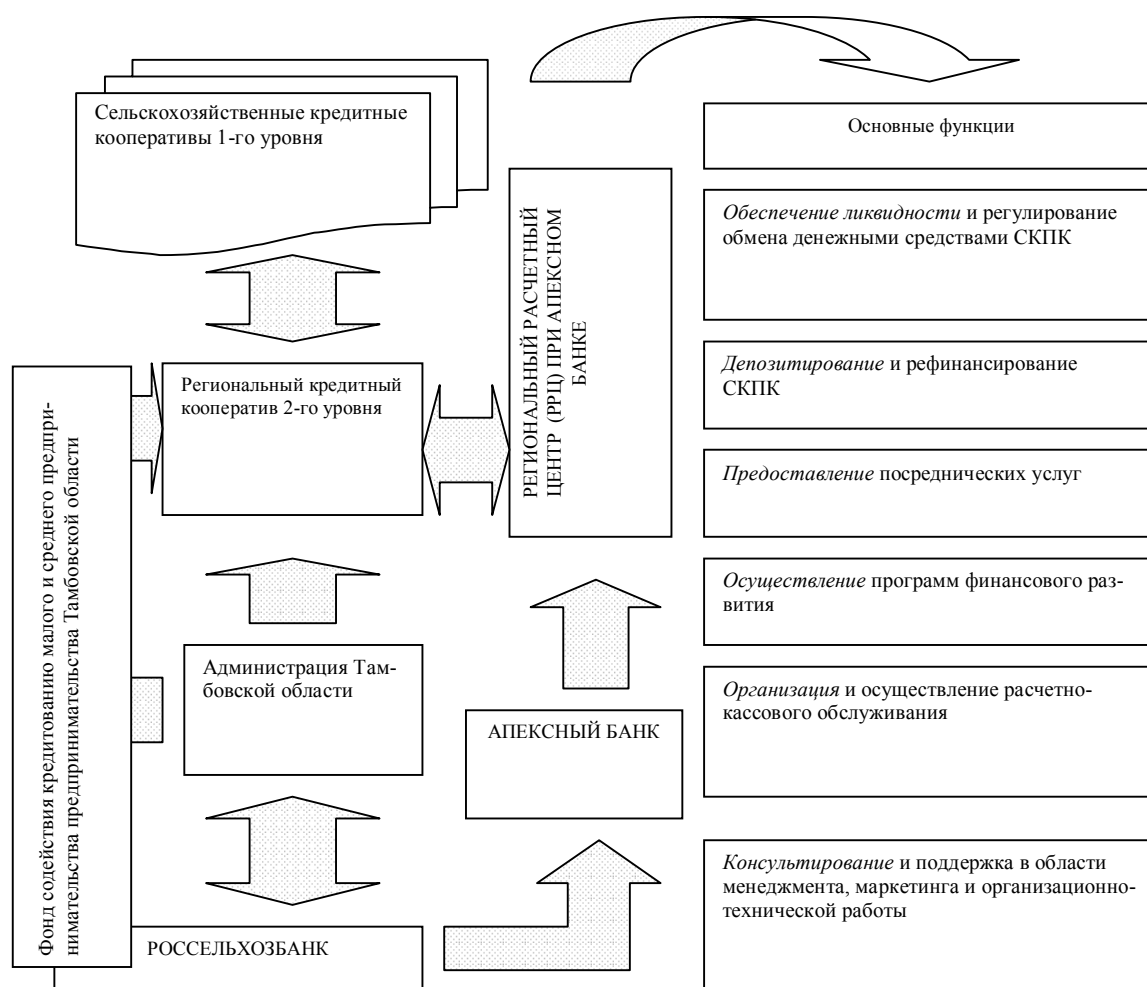 Сельскохозяйственные кредитные
кооперативы 1-го уровня
Основные функции
Обеспечение ликвидности и регулирование
обмена денежными средствами СКПК
РЕГИОНАЛЬНЫЙ РАСЧЕТНЫЙ
ЦЕНТР (РРЦ) ПРИ АПЕКСНОМ
БАНКЕ
Депозитирование и рефинансирование
СКПК
Региональный кредитный
кооператив 2-го уровня
Предоставление посреднических услуг
Фонд содействия кредитованию малого и среднего предпри-
нимательства предпринимательства Тамбовской области
Осуществление программ финансового раз-
вития
Администрация Там-
бовской области
Организация и осуществление расчетно-
кассового обслуживания
АПЕКСНЫЙ БАНК
Консультирование и поддержка в области
менеджмента, маркетинга и организационно-
технической работы
РОССЕЛЬХОЗБАНК